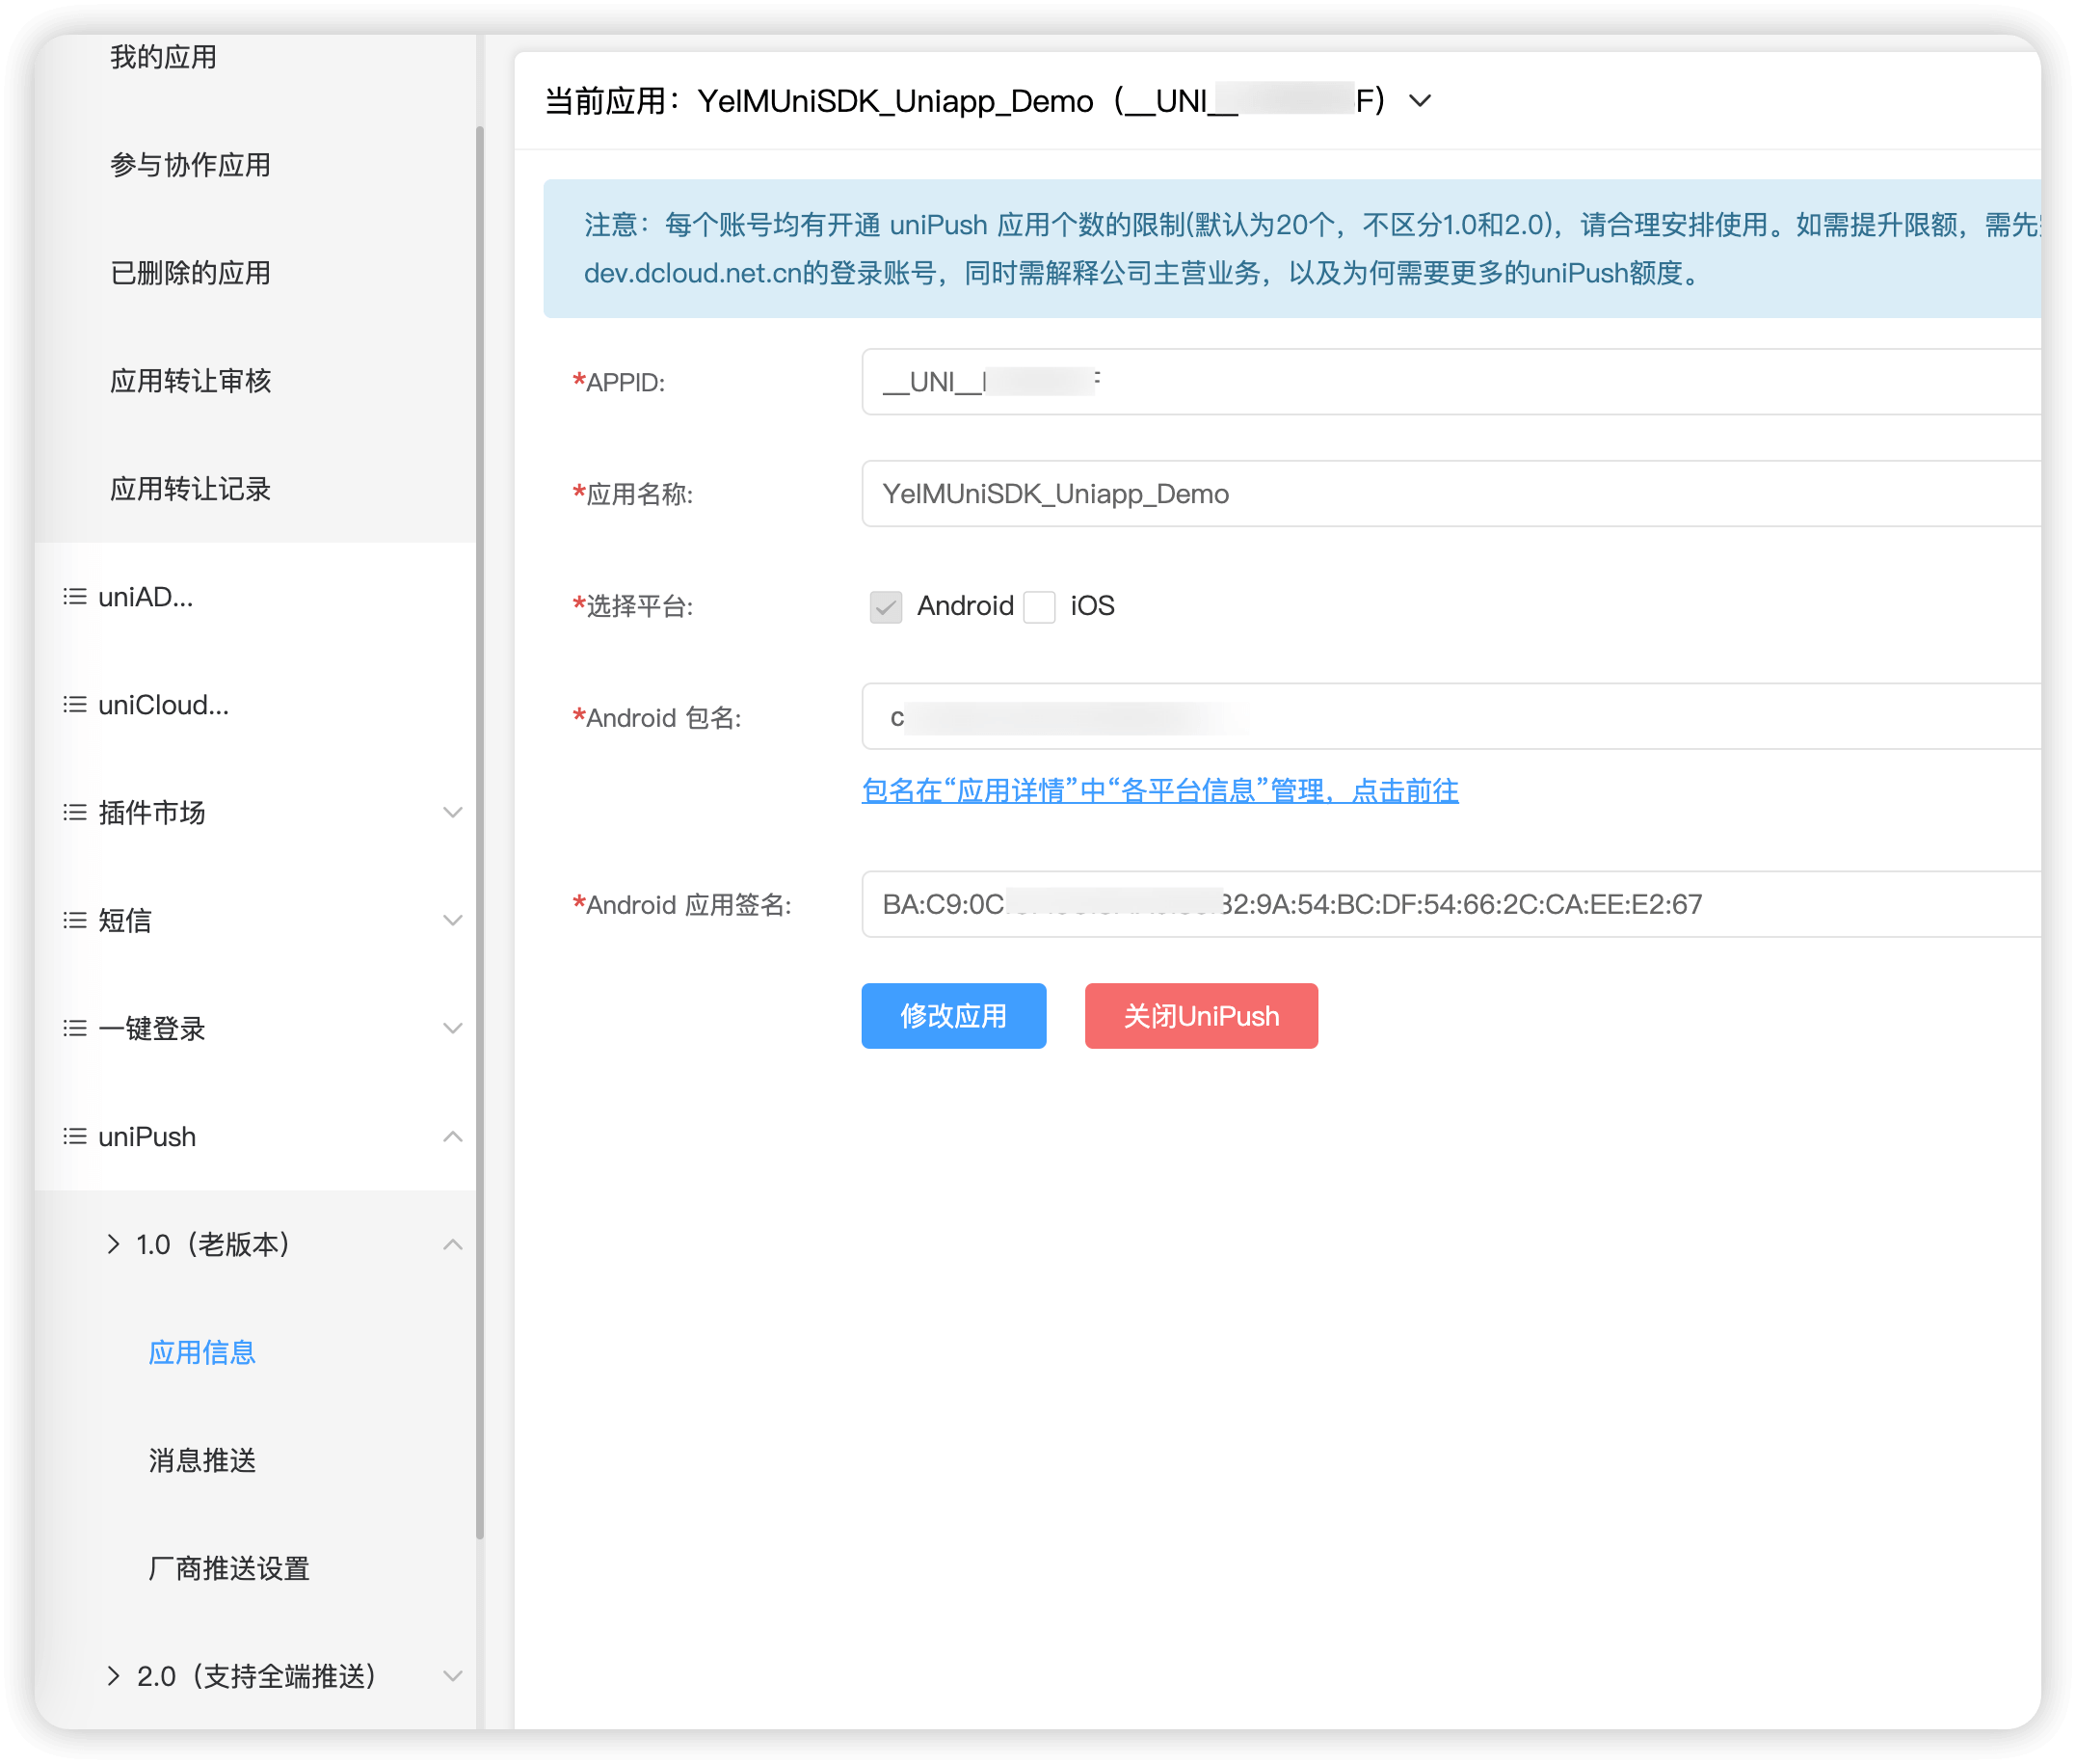 我的应用
参与协作应用
已删除的应用
应用转让审核
应用转让记录
uniAD...
uniCloud...
插件市场
短信
一键登录
uniPush
1.0（老版本）
应用信息
消息推送
厂商推送设置
2.0（支持全端推送）
当前应用：YeIMUniSDK_Uniapp_Demo（__UNI__ F）
注意：每个账号均有开通 uniPush 应用个数的限制(默认为20个，不区分1.0和2.0)，请合理安排使用。如需提升限额，需先
dev.dcloud.net.cn的登录账号，同时需解释公司主营业务，以及为何需要更多的uniPush额度。
*APPID:
__UNI__
*应用名称:
YeIMUniSDK_Uniapp_Demo
*选择平台:
Android iOS
*Android 包名:
c
包名在“应用详情”中“各平台信息”管理，点击前往
*Android 应用签名:
BA:C9:0C 32:9A:54:BC:DF:54:66:2C:CA:EE:E2:67
修改应用
关闭UniPush